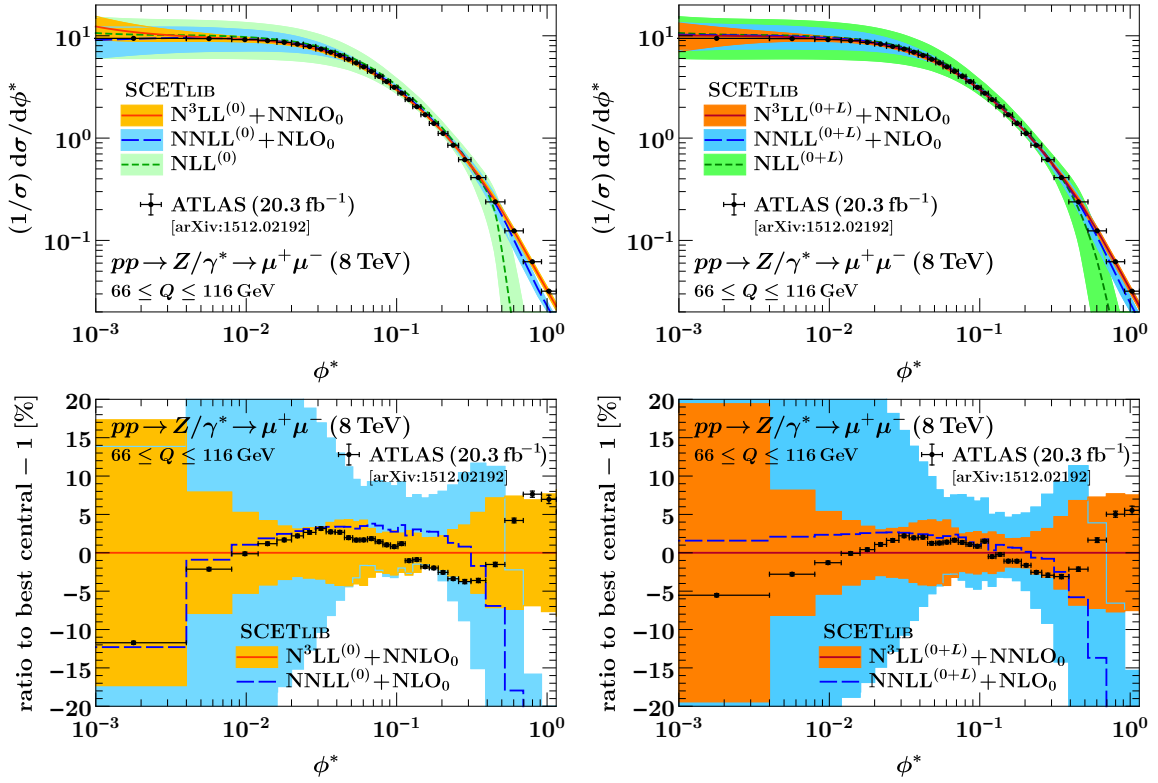 (1/σ) dσ/dϕ*
10¹
10⁰
10⁻¹
SCETLIB
N³LL⁽⁰⁾+NNLO₀
NNLL⁽⁰⁾+NLO₀
NLL⁽⁰⁾
ATLAS (20.3 fb⁻¹)
[arXiv:1512.02192]
pp→Z/γ*→μ⁺μ⁻ (8 TeV)
66 ≤ Q ≤ 116 GeV
10⁻³ 10⁻² 10⁻¹ 10⁰
ϕ*
(1/σ) dσ/dϕ*
10¹
10⁰
10⁻¹
SCETLIB
N³LL⁽⁰⁺ᴸ⁾+NNLO₀
NNLL⁽⁰⁺ᴸ⁾+NLO₀
NLL⁽⁰⁺ᴸ⁾
ATLAS (20.3 fb⁻¹)
[arXiv:1512.02192]
pp→Z/γ*→μ⁺μ⁻ (8 TeV)
66 ≤ Q ≤ 116 GeV
10⁻³ 10⁻² 10⁻¹ 10⁰
ϕ*
ratio to best central − 1 [%]
20
15
10
5
0
−5
−10
−15
−20
pp→Z/γ*→μ⁺μ⁻ (8 TeV)
66 ≤ Q ≤ 116 GeV
ATLAS (20.3 fb⁻¹)
[arXiv:1512.02192]
SCETLIB
N³LL⁽⁰⁾+NNLO₀
NNLL⁽⁰⁾+NLO₀
10⁻³ 10⁻² 10⁻¹ 10⁰
ϕ*
ratio to best central − 1 [%]
20
15
10
5
0
−5
−10
−15
−20
pp→Z/γ*→μ⁺μ⁻ (8 TeV)
66 ≤ Q ≤ 116 GeV
ATLAS (20.3 fb⁻¹)
[arXiv:1512.02192]
SCETLIB
N³LL⁽⁰⁺ᴸ⁾+NNLO₀
NNLL⁽⁰⁺ᴸ⁾+NLO₀
10⁻³ 10⁻² 10⁻¹ 10⁰
ϕ*